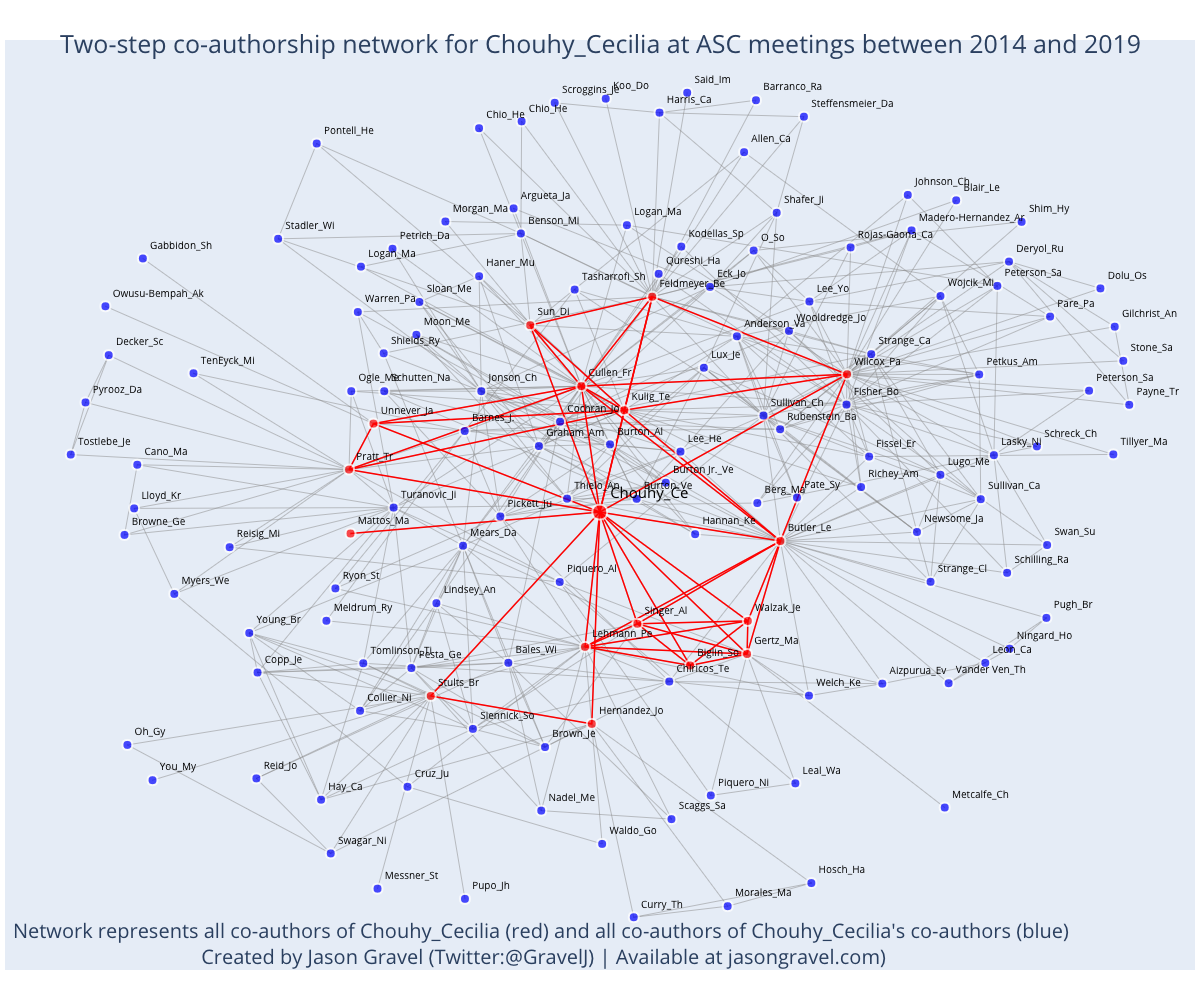 Two-step co-authorship network for Chouhy_Cecilia at ASC meetings between 2014 and 2019
Said_Im
Scroggins_Je
Koo_Do
Barranco_Ra
Harris_Ca
Steffensmeier_Da
Chio_He
Chio_He
Pontell_He
Allen_Ca
Johnson_Ch
Blair_Le
Argueta_Ja
Shafer_Ji
Morgan_Ma
Logan_Ma
Shim_Hy
Madero-Hernandez_Ar
Benson_Mi
Stadler_Wi
Petrich_Da
Kodellas_Sp
O_So
Rojas-Gaona_Ca
Gabbidon_Sh
Logan_Ma
Deryol_Ru
Haner_Mu
Qureshi_Ha
Tasharrofi_Sh
Eck_Jo
Feldmeyer_Be
Peterson_Sa
Dolu_Os
Wojcik_Mi
Sloan_Me
Lee_Yo
Owusu-Bempah_Ak
Warren_Pa
Pare_Pa
Sun_Di
Gilchrist_An
Moon_Me
Anderson_Va
Wooldredge_Jo
Decker_Sc
Shields_Ry
Strange_Ca
TenEyck_Mi
Lux_Je
Wilcox_Pa
Stone_Sa
Cullen_Fr
Petkus_Am
Pyrooz_Da
Ogle_Me
Schutten_Na
Jonson_Ch
Kulig_Te
Fisher_Bo
Peterson_Sa
Payne_Tr
Unnever_Ja
Barnes_J.
Cochran_Jo
Sullivan_Ch
Rubenstein_Ba
Tostlebe_Je
Graham_Am
Burton_Al
Lee_He
Fissel_Er
Lasky_Ni
Schreck_Ch
Tillyer_Ma
Cano_Ma
Pratt_Tr
Burton Jr._Ve
Richey_Am
Lugo_Me
Lloyd_Kr
Turanovic_Ji
Thielo_An
Burton_Ve
Chouhy_Ce
Berg_Ma
Pate_Sy
Sullivan_Ca
Browne_Ge
Mattos_Ma
Pickett_Ju
Hannan_Ke
Butler_Le
Newsome_Ja
Swan_Su
Reisig_Mi
Mears_Da
Schilling_Ra
Myers_We
Ryon_St
Piquero_Al
Strange_Cl
Lindsey_An
Meldrum_Ry
Singer_Al
Walzak_Je
Pugh_Br
Young_Br
Lehmann_Pe
Gertz_Ma
Ningard_Ho
Copp_Je
Tomlinson_Ti
Pesta_Ge
Bales_Wi
Biglin_So
Chiricos_Te
Leon_Ca
Aizpurua_Ev
Vander Ven_Th
Collier_Ni
Stults_Br
Welch_Ke
Siennick_So
Hernandez_Jo
Oh_Gy
Brown_Je
You_My
Reid_Jo
Hay_Ca
Cruz_Ju
Nadel_Me
Piquero_Ni
Leal_Wa
Scaggs_Sa
Metcalfe_Ch
Swagar_Ni
Waldo_Go
Messner_St
Pupo_Jh
Hosch_Ha
Morales_Ma
Curry_Th
Network represents all co-authors of Chouhy_Cecilia (red) and all co-authors of Chouhy_Cecilia's co-authors (blue)
Created by Jason Gravel (Twitter:@GravelJ) | Available at jasongravel.com)